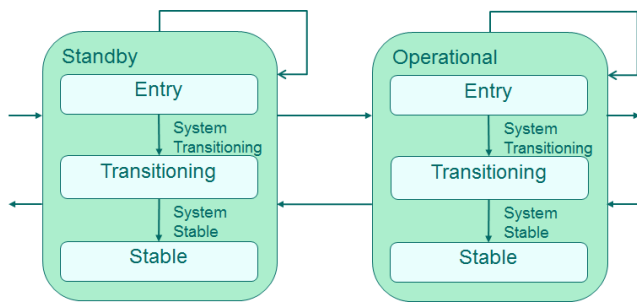 Standby
Entry
System
Transitioning
Transitioning
System
Stable
Stable
Operational
Entry
System
Transitioning
Transitioning
System
Stable
Stable